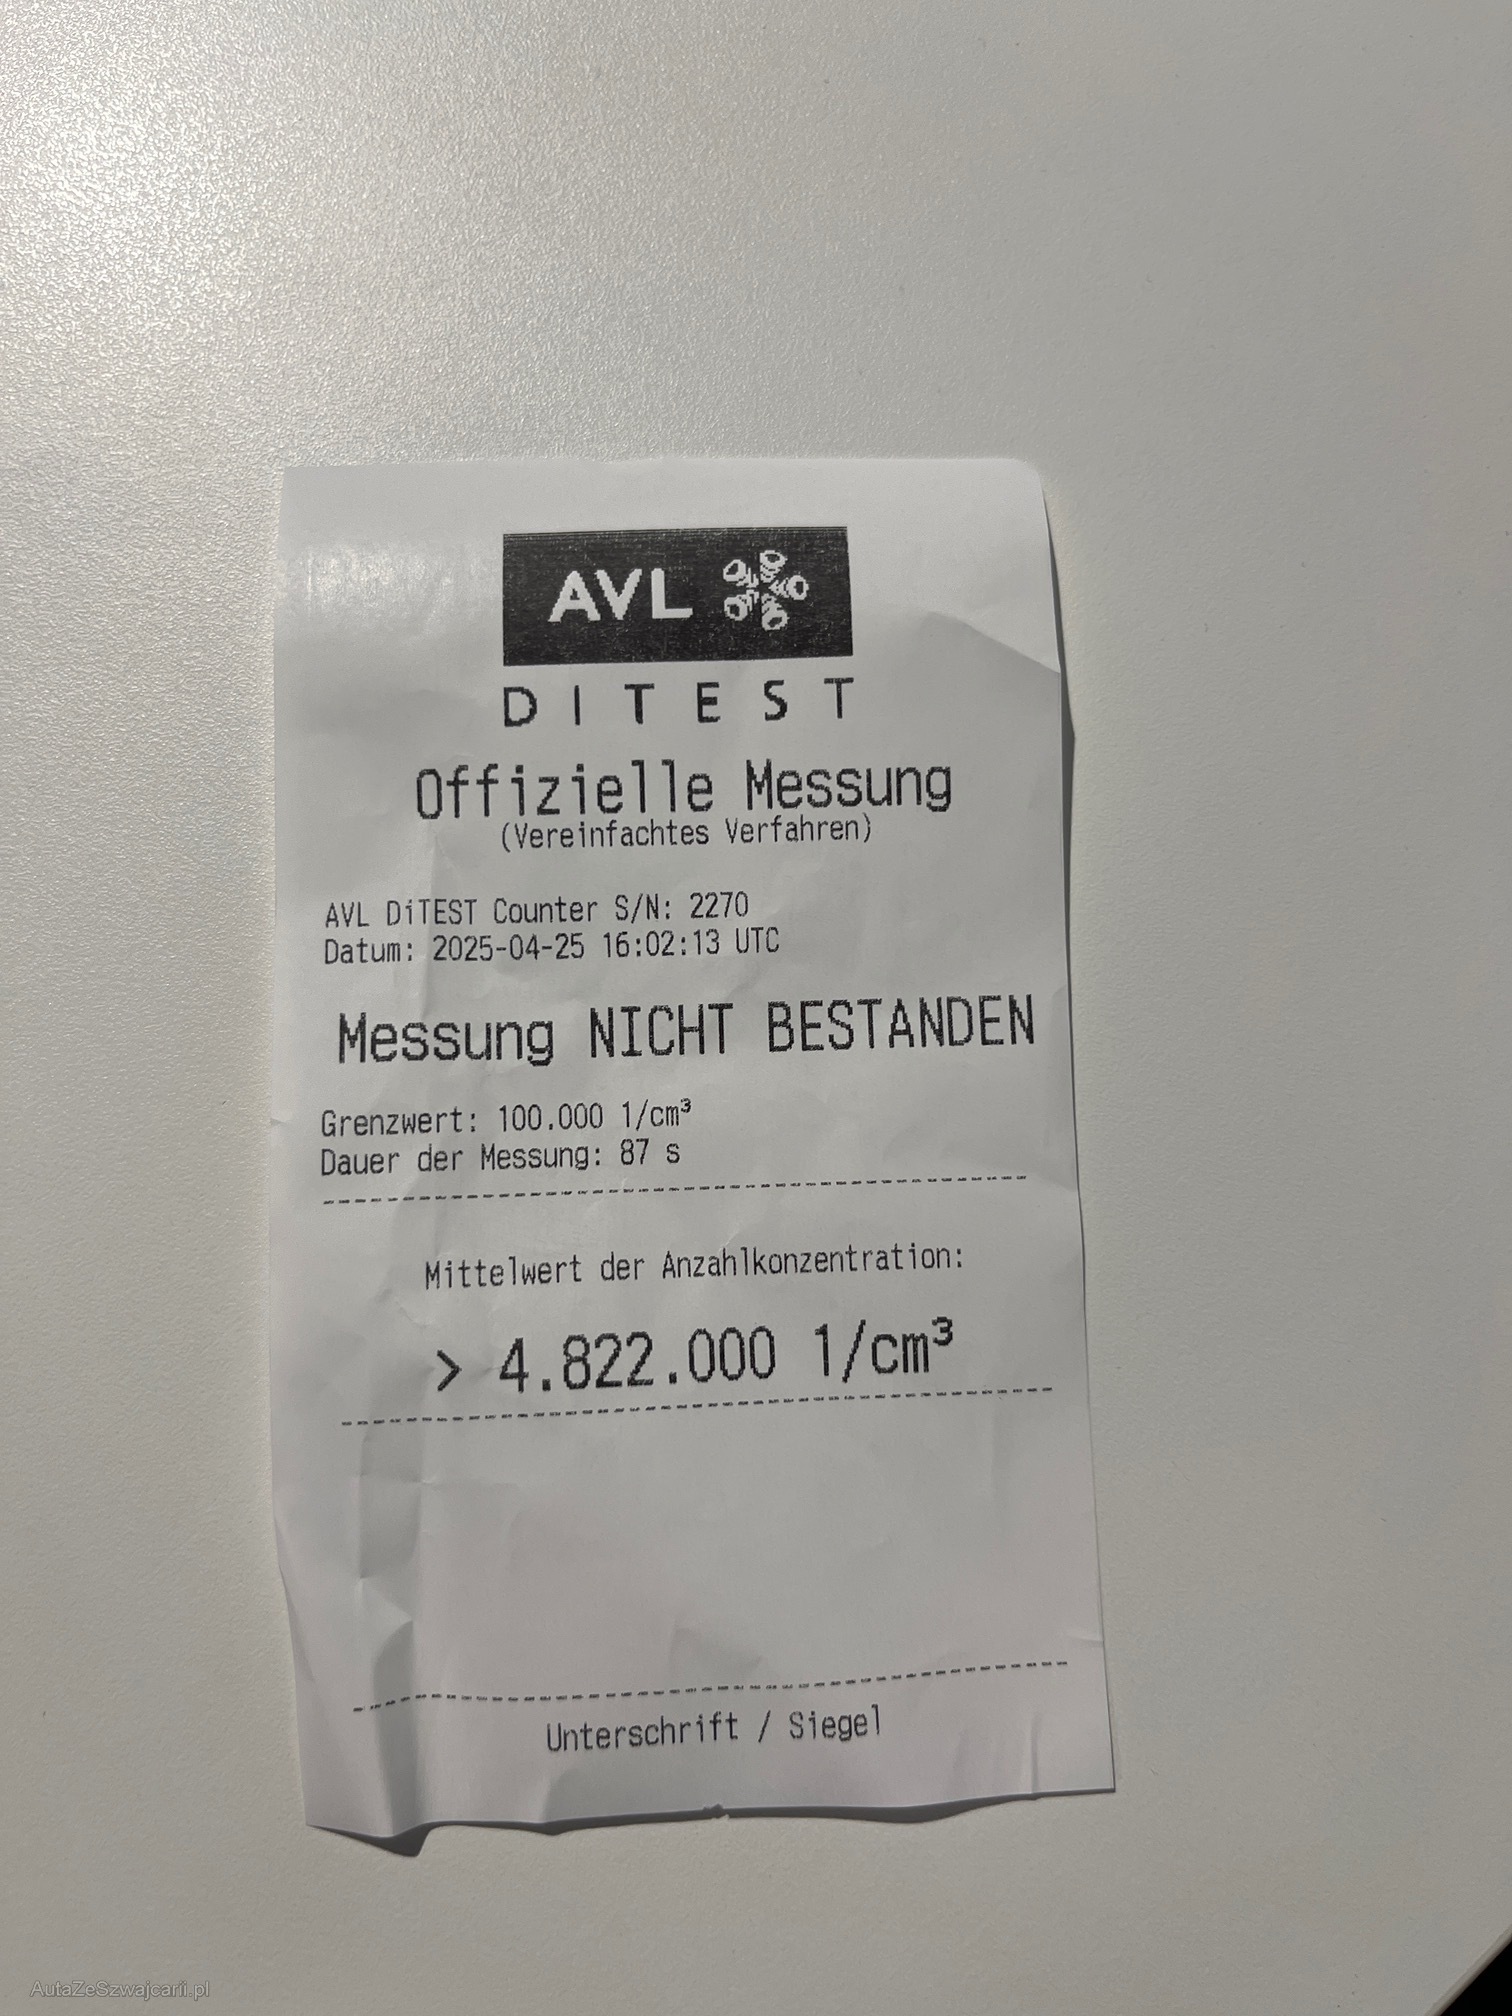 AVL
DITEST
Offizielle Messung
(Vereinfachtes Verfahren)
AVL DiTEST Counter S/N: 2270
Datum: 2025-04-25 16:02:13 UTC
Messung NICHT BESTANDEN
Grenzwert: 100.000 1/cm³
Dauer der Messung: 87 s
Mittelwert der Anzahlkonzentration:
> 4.822.000 1/cm³
Unterschrift / Siegel
AutaZeSzwajcarii.pl